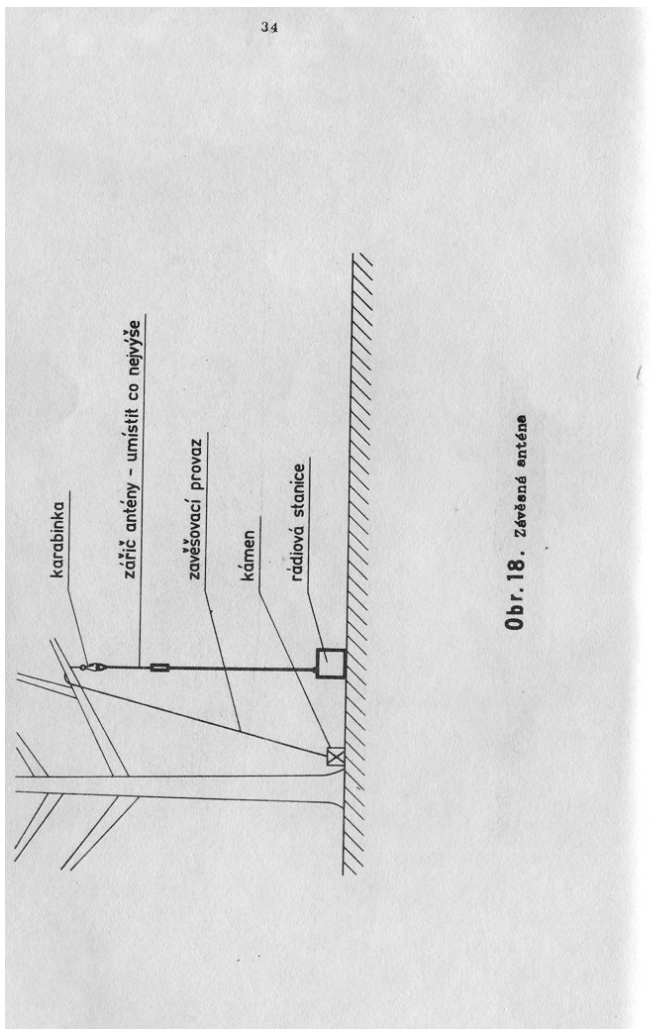 34
karabinka
zářič antény - umístit co nejvýše
zavěšovací provaz
kámen
rádiová stanice
Obr. 18. Závěsná anténa